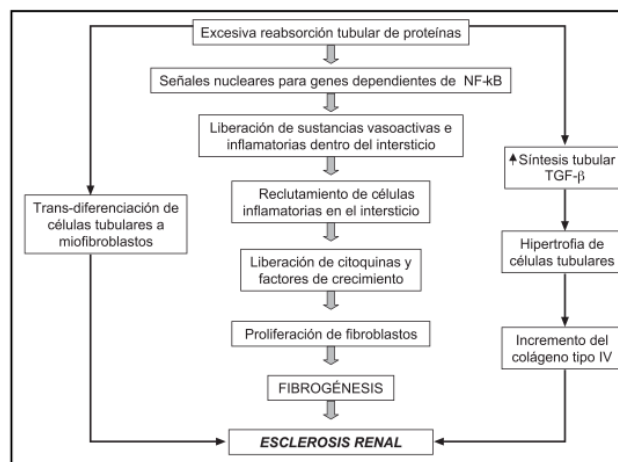 Excesiva reabsorción tubular de proteínas
Señales nucleares para genes dependientes de NF-kB
Liberación de sustancias vasoactivas e
inflamatorias dentro del intersticio
Reclutamiento de células
inflamatorias en el intersticio
Liberación de citoquinas y
factores de crecimiento
Proliferación de fibroblastos
FIBROGÉNESIS
Trans-diferenciación de
células tubulares a
miofibroblastos
↑Síntesis tubular
TGF-β
Hipertrofia de
células tubulares
Incremento del
colágeno tipo IV
ESCLEROSIS RENAL